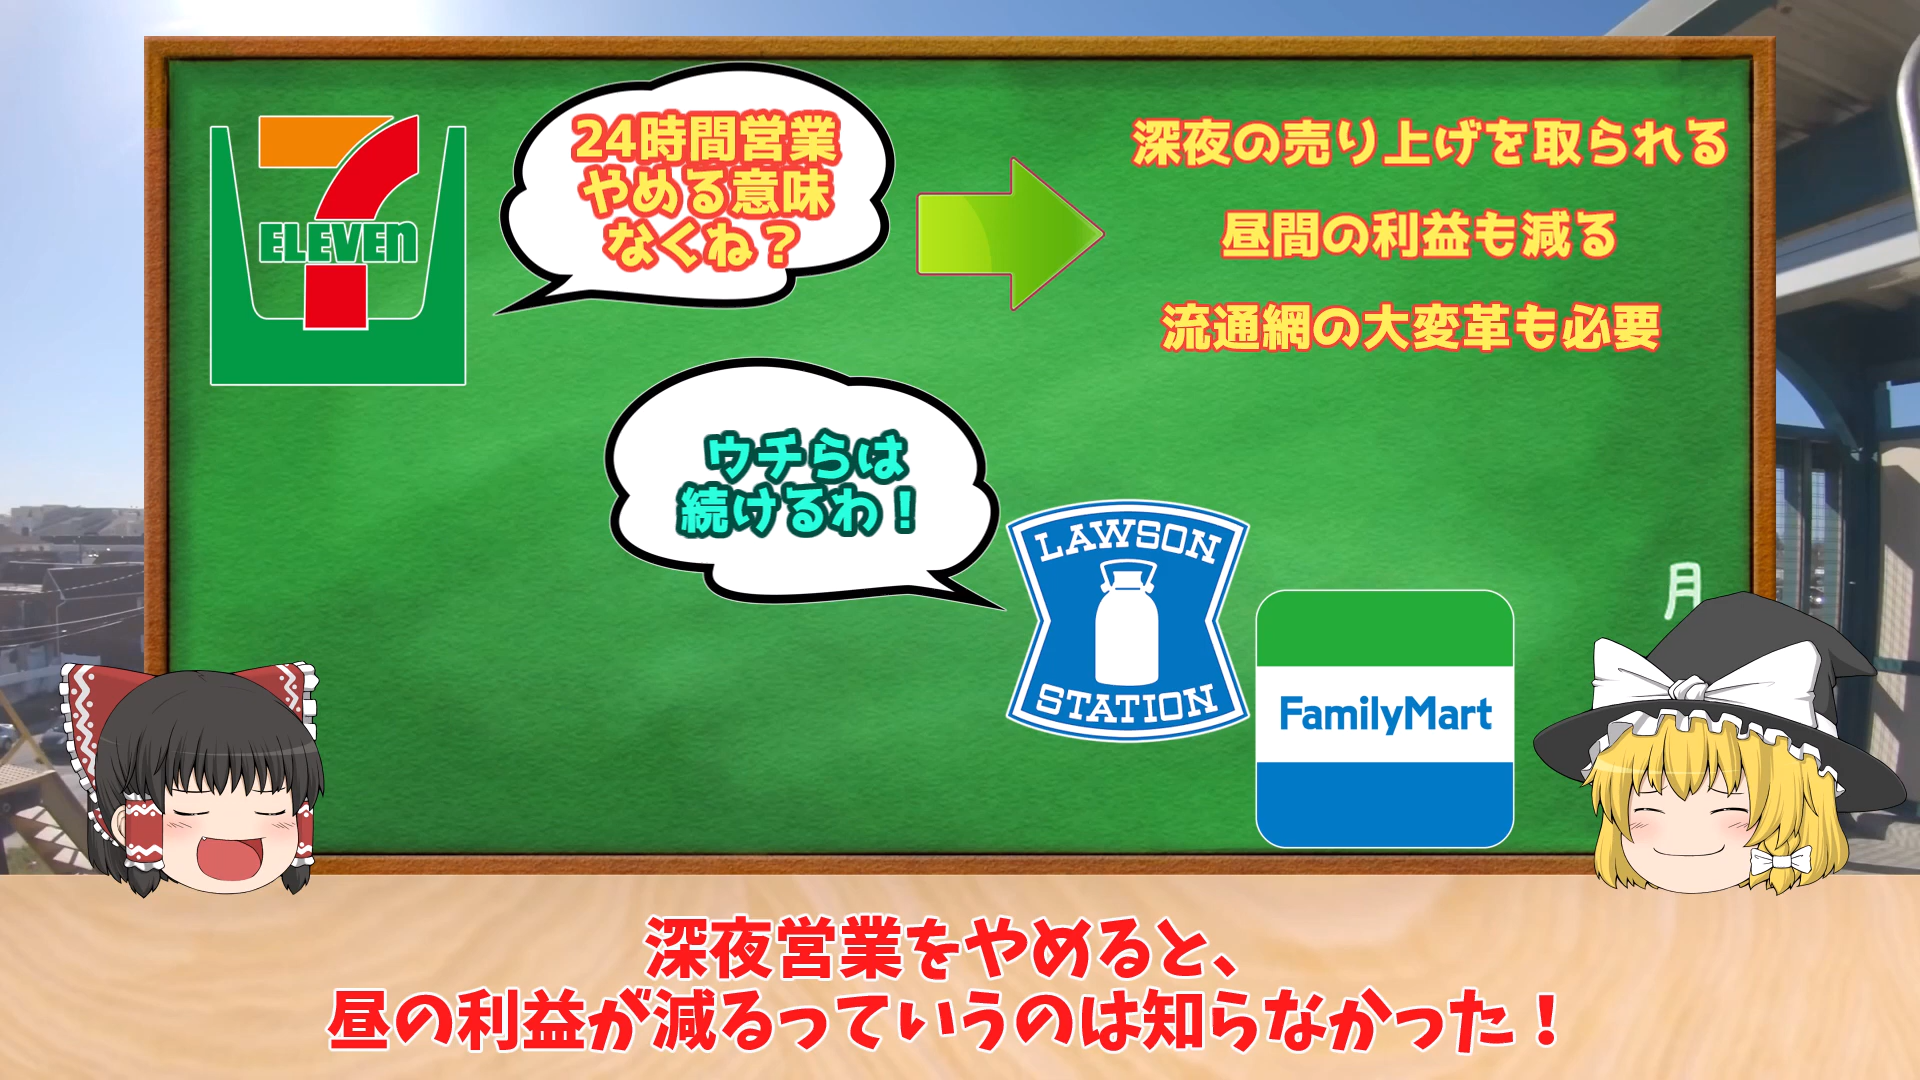 24時間営業
やめる意味
なくね？
深夜の売り上げを取られる
昼間の利益も減る
流通網の大変革も必要
7
ELEVEn
ウチらは
続けるわ！
LAWSON
STATION
FamilyMart
月
深夜営業をやめると、
昼の利益が減るっていうのは知らなかった！